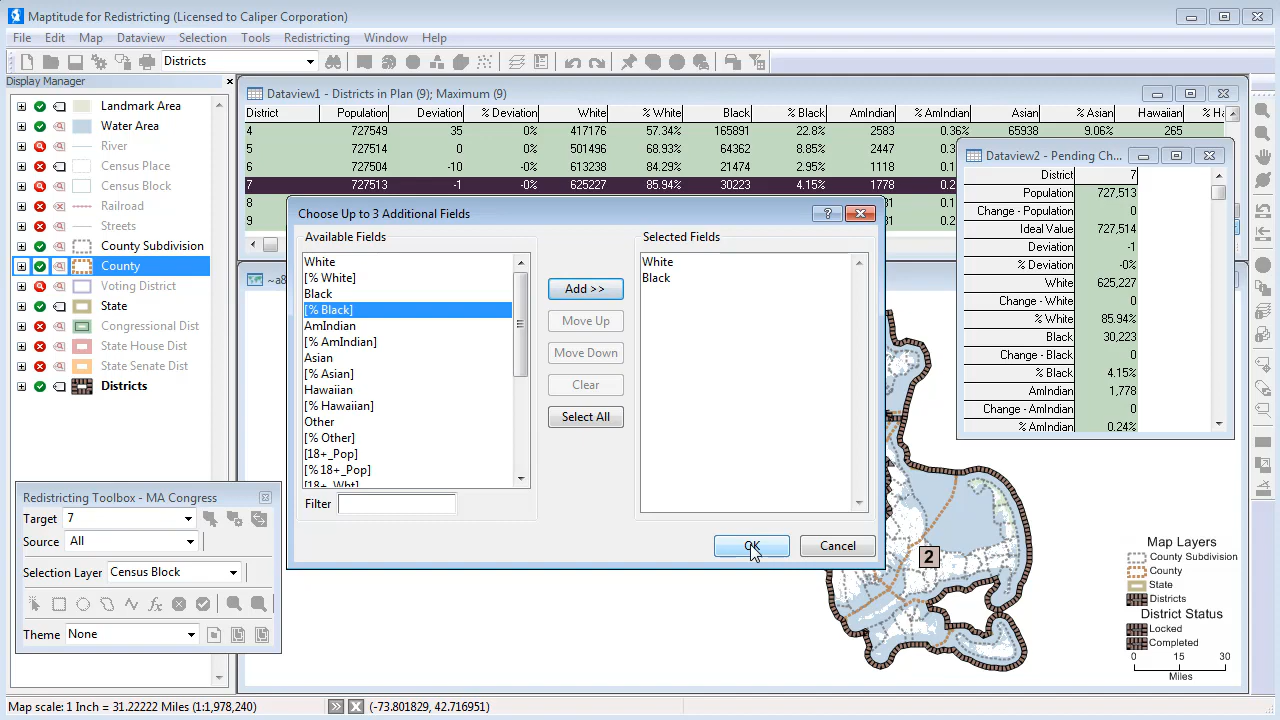 Maptitude for Redistricting (Licensed to Caliper Corporation)
File Edit Map Dataview Selection Tools Redistricting Window Help
Districts
Display Manager
Landmark Area
Water Area
River
Census Place
Census Block
Railroad
Streets
County Subdivision
County
Voting District
State
Congressional Dist
State House Dist
State Senate Dist
Districts
Dataview1 - Districts in Plan (9); Maximum (9)
District Population Deviation % Deviation White % White Black % Black AmIndian % AmIndian Asian % Asian Hawaiian
4 727549 35 0% 417176 57.34% 165891 22.8% 2583 0.36% 65938 9.06% 265
5 727514 0 0% 501496 68.93% 64362 8.85% 2447
6 727504 -10 0% 613238 84.29% 21474 2.95% 1118
7 727513 -1 -0% 625227 85.94% 30223 4.15% 1778 0.2
8
9
Dataview2 - Pending Ch...
District 7
Population 727,513
Change - Population 0
Ideal Value 727,514
Deviation -1
% Deviation -0%
White 625,227
Change - White 0
% White 85.94%
Black 30,223
Change - Black 0
% Black 4.15%
AmIndian 1,778
Change - AmIndian 0
% AmIndian 0.24%
Choose Up to 3 Additional Fields
Available Fields
White
[% White]
Black
[% Black]
AmIndian
[% AmIndian]
Asian
[% Asian]
Hawaiian
[% Hawaiian]
Other
[% Other]
[18+_Pop]
[%18+_Pop]
[18+_Wht]
Filter
Add >>
Move Up
Move Down
Clear
Select All
Selected Fields
White
Black
OK Cancel
Redistricting Toolbox - MA Congress
Target 7
Source All
Selection Layer Census Block
Theme None
2
Map Layers
County Subdivision
County
State
Districts
District Status
Locked
Completed
0 15 30
Miles
Map scale: 1 Inch = 31.22222 Miles (1:1,978,240) (-73.801829, 42.716951)